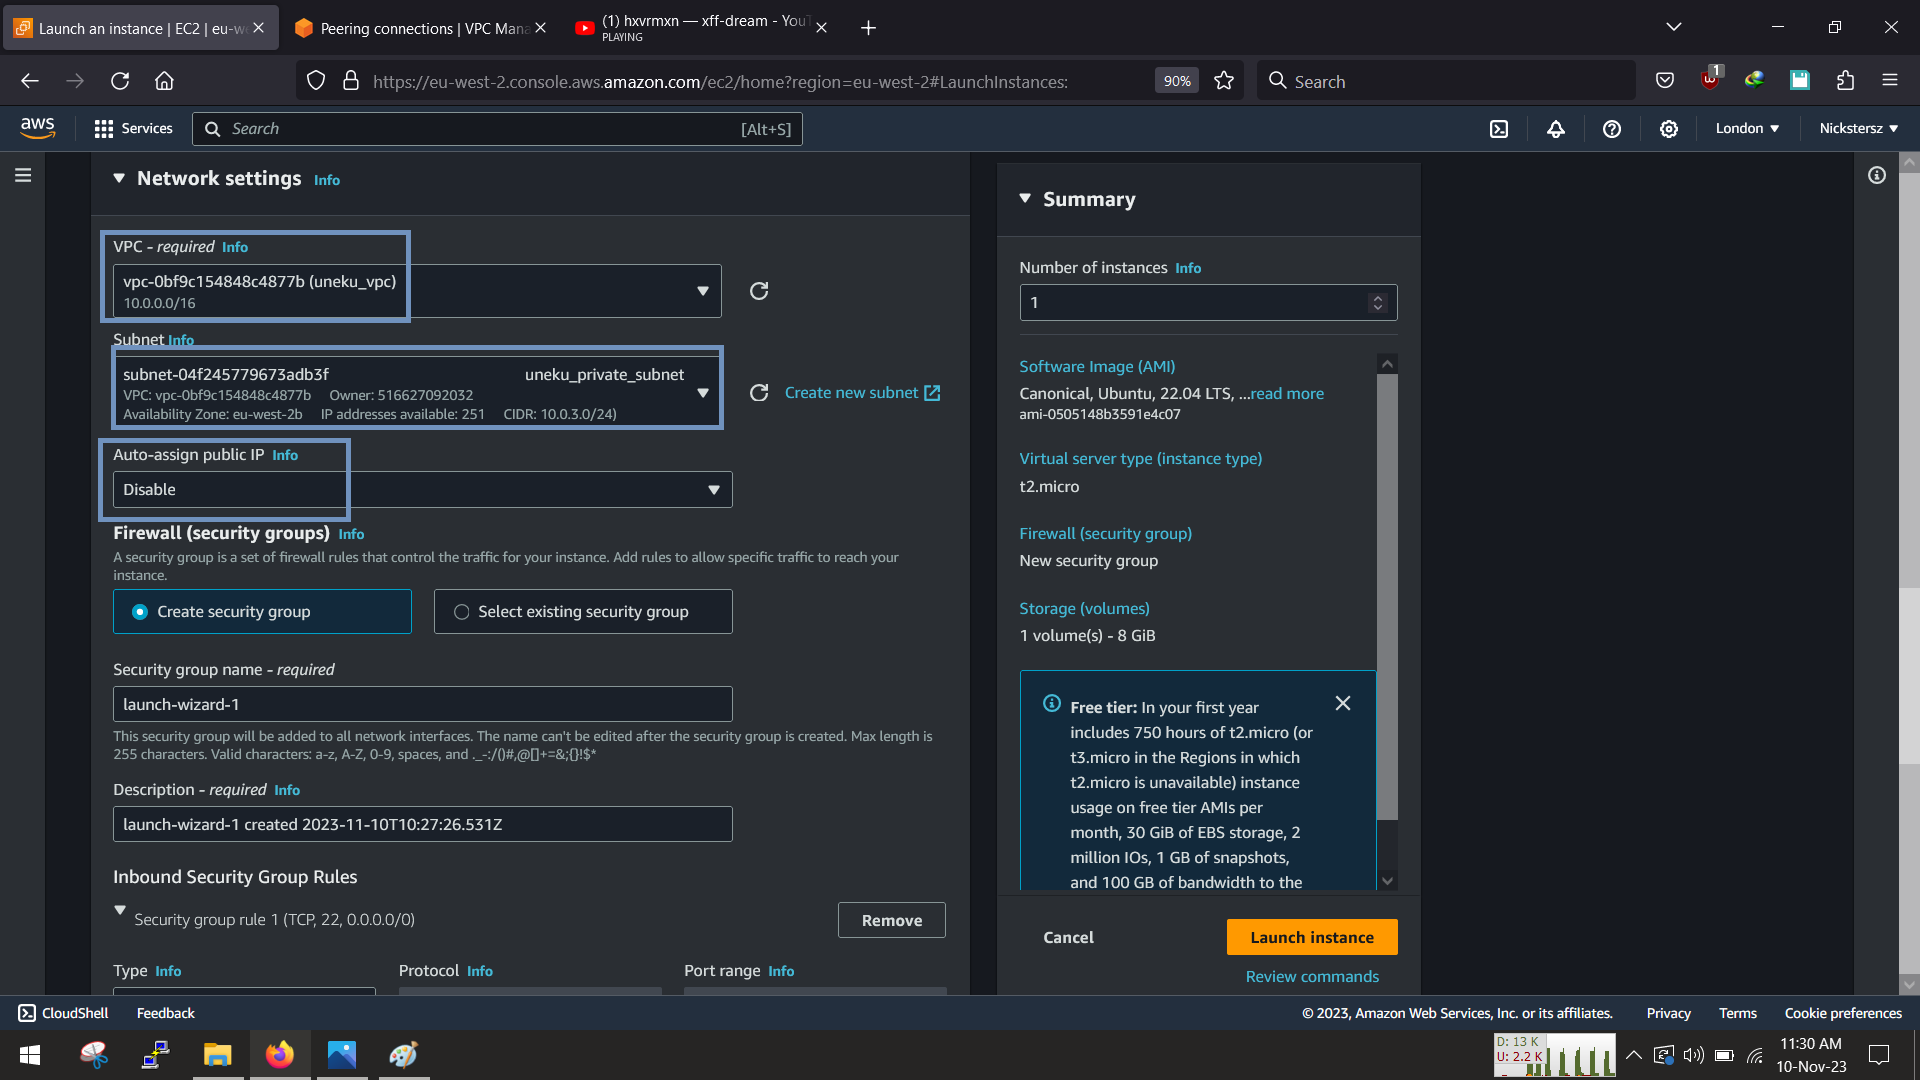 Launch an instance | EC2 | eu-w
Peering connections | VPC Mana
(1) hxvrmxn — xff-dream - YouT
PLAYING
https://eu-west-2.console.aws.amazon.com/ec2/home?region=eu-west-2#LaunchInstances:
90%
Search
1
aws
Services
Search
[Alt+S]
London
Nickstersz
Network settings Info
VPC - required Info
vpc-0bf9c154848c4877b (uneku_vpc)
10.0.0.0/16
Subnet Info
subnet-04f245779673adb3f uneku_private_subnet
VPC: vpc-0bf9c154848c4877b Owner: 516627092032
Availability Zone: eu-west-2b IP addresses available: 251 CIDR: 10.0.3.0/24)
Create new subnet
Auto-assign public IP Info
Disable
Firewall (security groups) Info
A security group is a set of firewall rules that control the traffic for your instance. Add rules to allow specific traffic to reach your
instance.
Create security group
Select existing security group
Security group name - required
launch-wizard-1
This security group will be added to all network interfaces. The name can't be edited after the security group is created. Max length is
255 characters. Valid characters: a-z, A-Z, 0-9, spaces, and ._-:/()#,@[]+=&;{}!$*
Description - required Info
launch-wizard-1 created 2023-11-10T10:27:26.531Z
Inbound Security Group Rules
Security group rule 1 (TCP, 22, 0.0.0.0/0)
Remove
Type Info
Protocol Info
Port range Info
Summary
Number of instances Info
1
Software Image (AMI)
Canonical, Ubuntu, 22.04 LTS, ...read more
ami-0505148b3591e4c07
Virtual server type (instance type)
t2.micro
Firewall (security group)
New security group
Storage (volumes)
1 volume(s) - 8 GiB
Free tier: In your first year
includes 750 hours of t2.micro (or
t3.micro in the Regions in which
t2.micro is unavailable) instance
usage on free tier AMIs per
month, 30 GiB of EBS storage, 2
million IOs, 1 GB of snapshots,
and 100 GB of bandwidth to the
Cancel
Launch instance
Review commands
CloudShell
Feedback
© 2023, Amazon Web Services, Inc. or its affiliates.
Privacy
Terms
Cookie preferences
D: 13 K
U: 2.2 K
11:30 AM
10-Nov-23